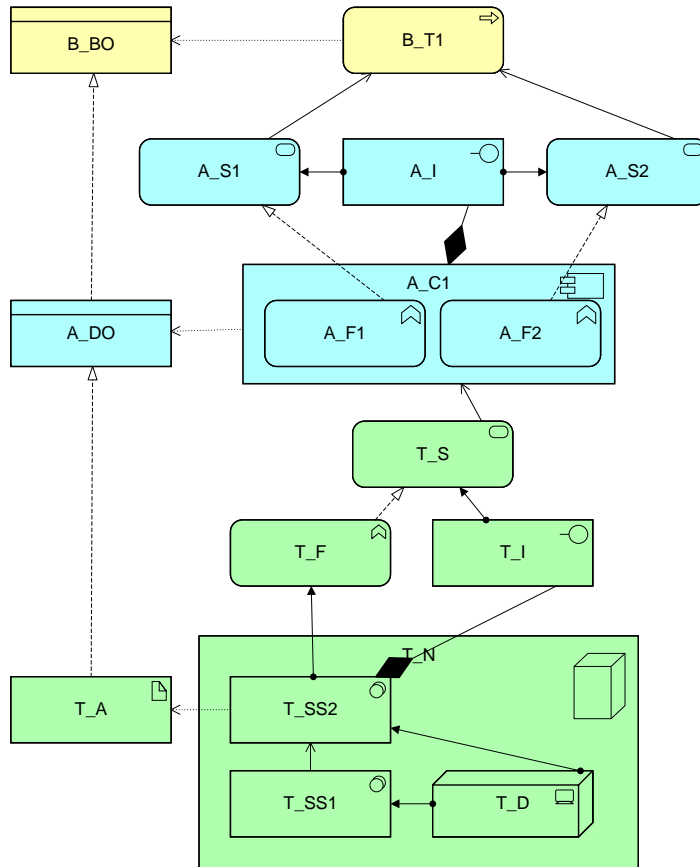 B_BO
B_T1
A_S1
A_I
A_S2
A_C1
A_DO
A_F1
A_F2
T_S
T_F
T_I
T_N
T_A
T_SS2
T_SS1
T_D